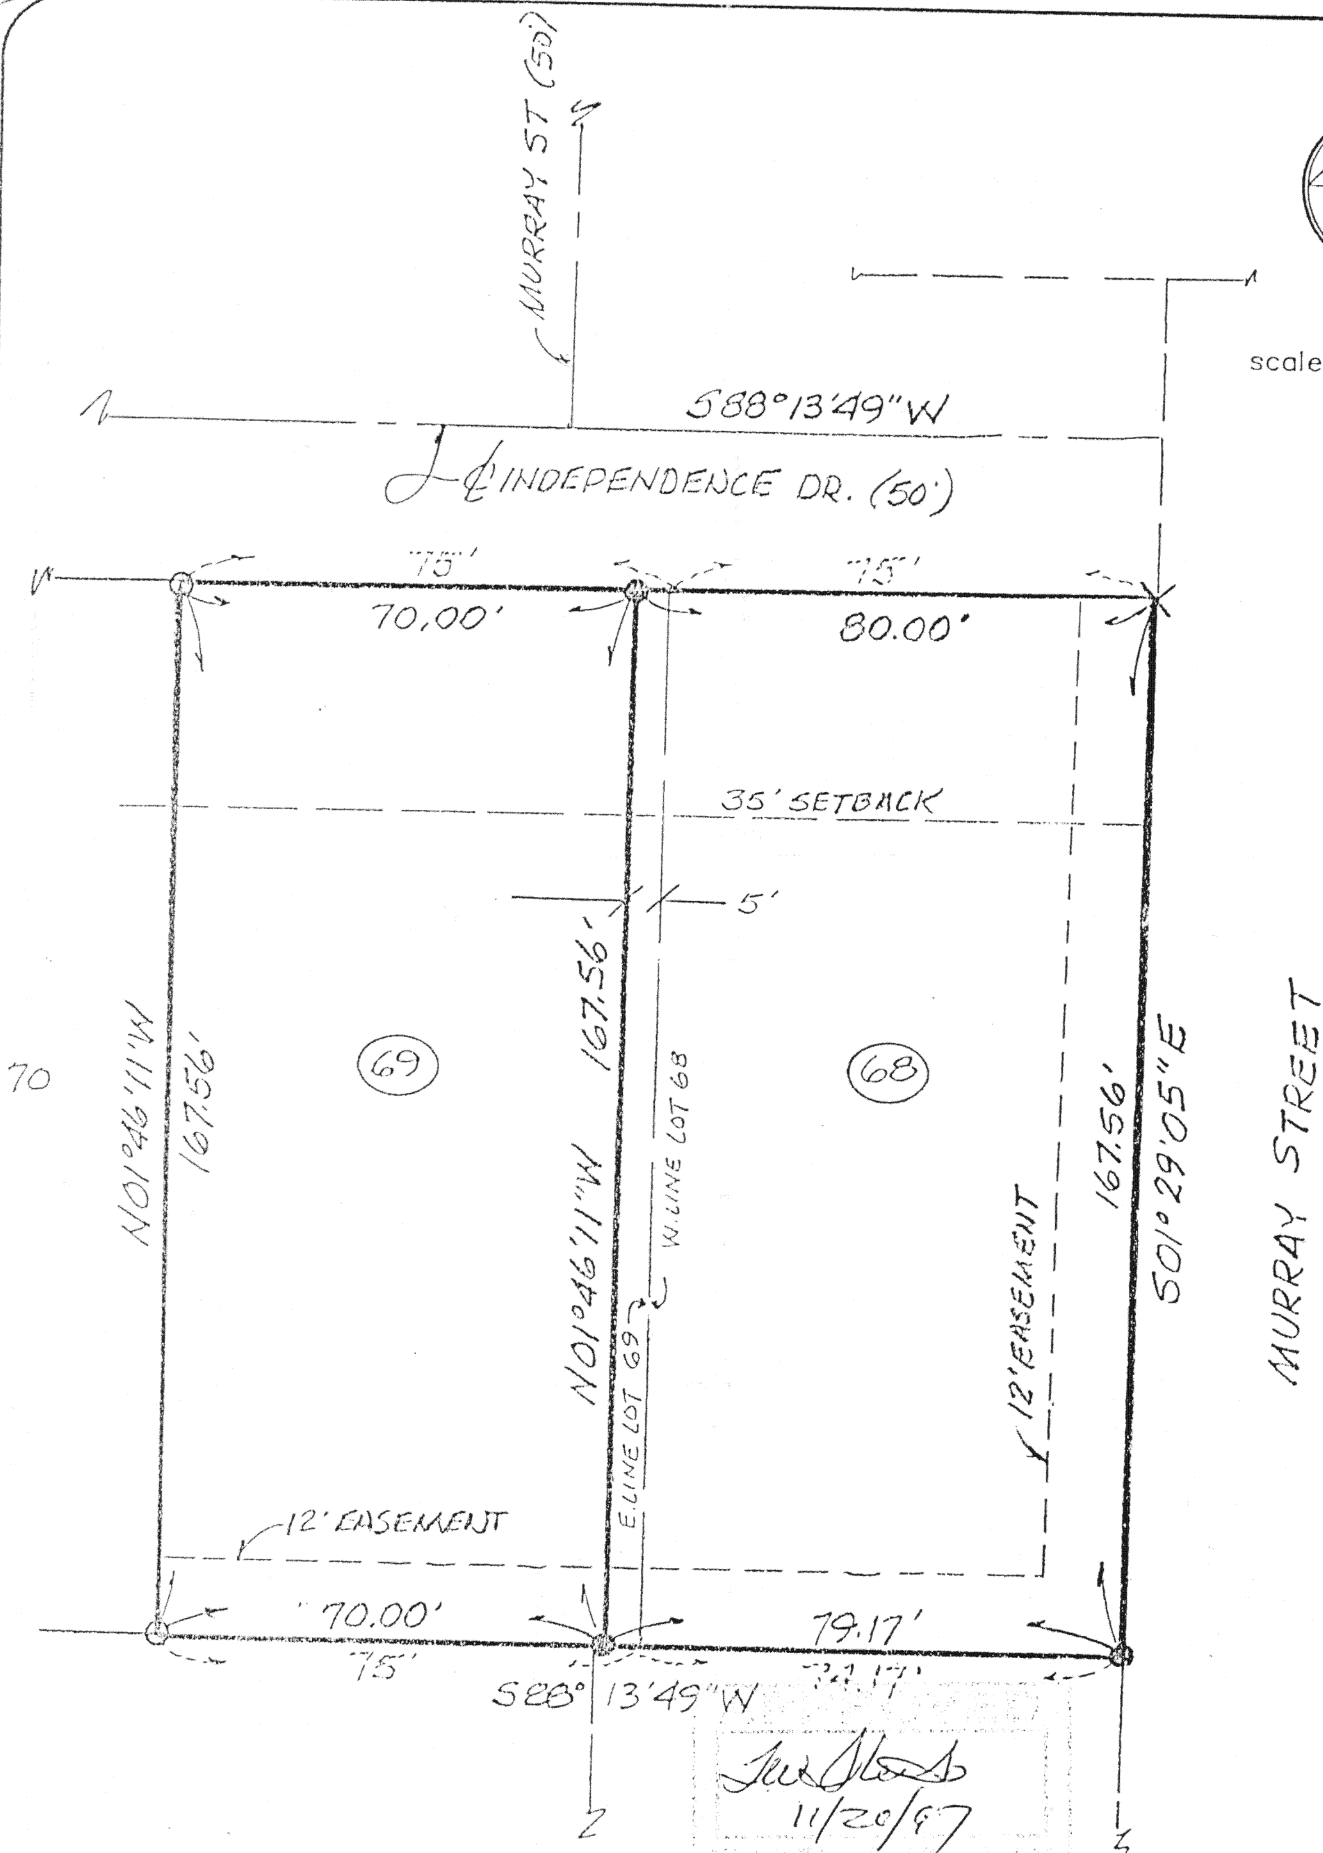 MURRAY ST (50')
scale
S88°13'49"W
℄ INDEPENDENCE DR. (50')
75'
75'
70.00'
80.00'
35' SETBACK
5'
167.56'
N01°46'11"W
N01°46'11"W
167.56'
70
69
68
W. LINE LOT 68
E. LINE LOT 69
167.56'
S01°29'05"E
MURRAY STREET
12' EASEMENT
12' EASEMENT
70.00'
79.17'
75'
74.17'
S88° 13'49"W
11/20/97